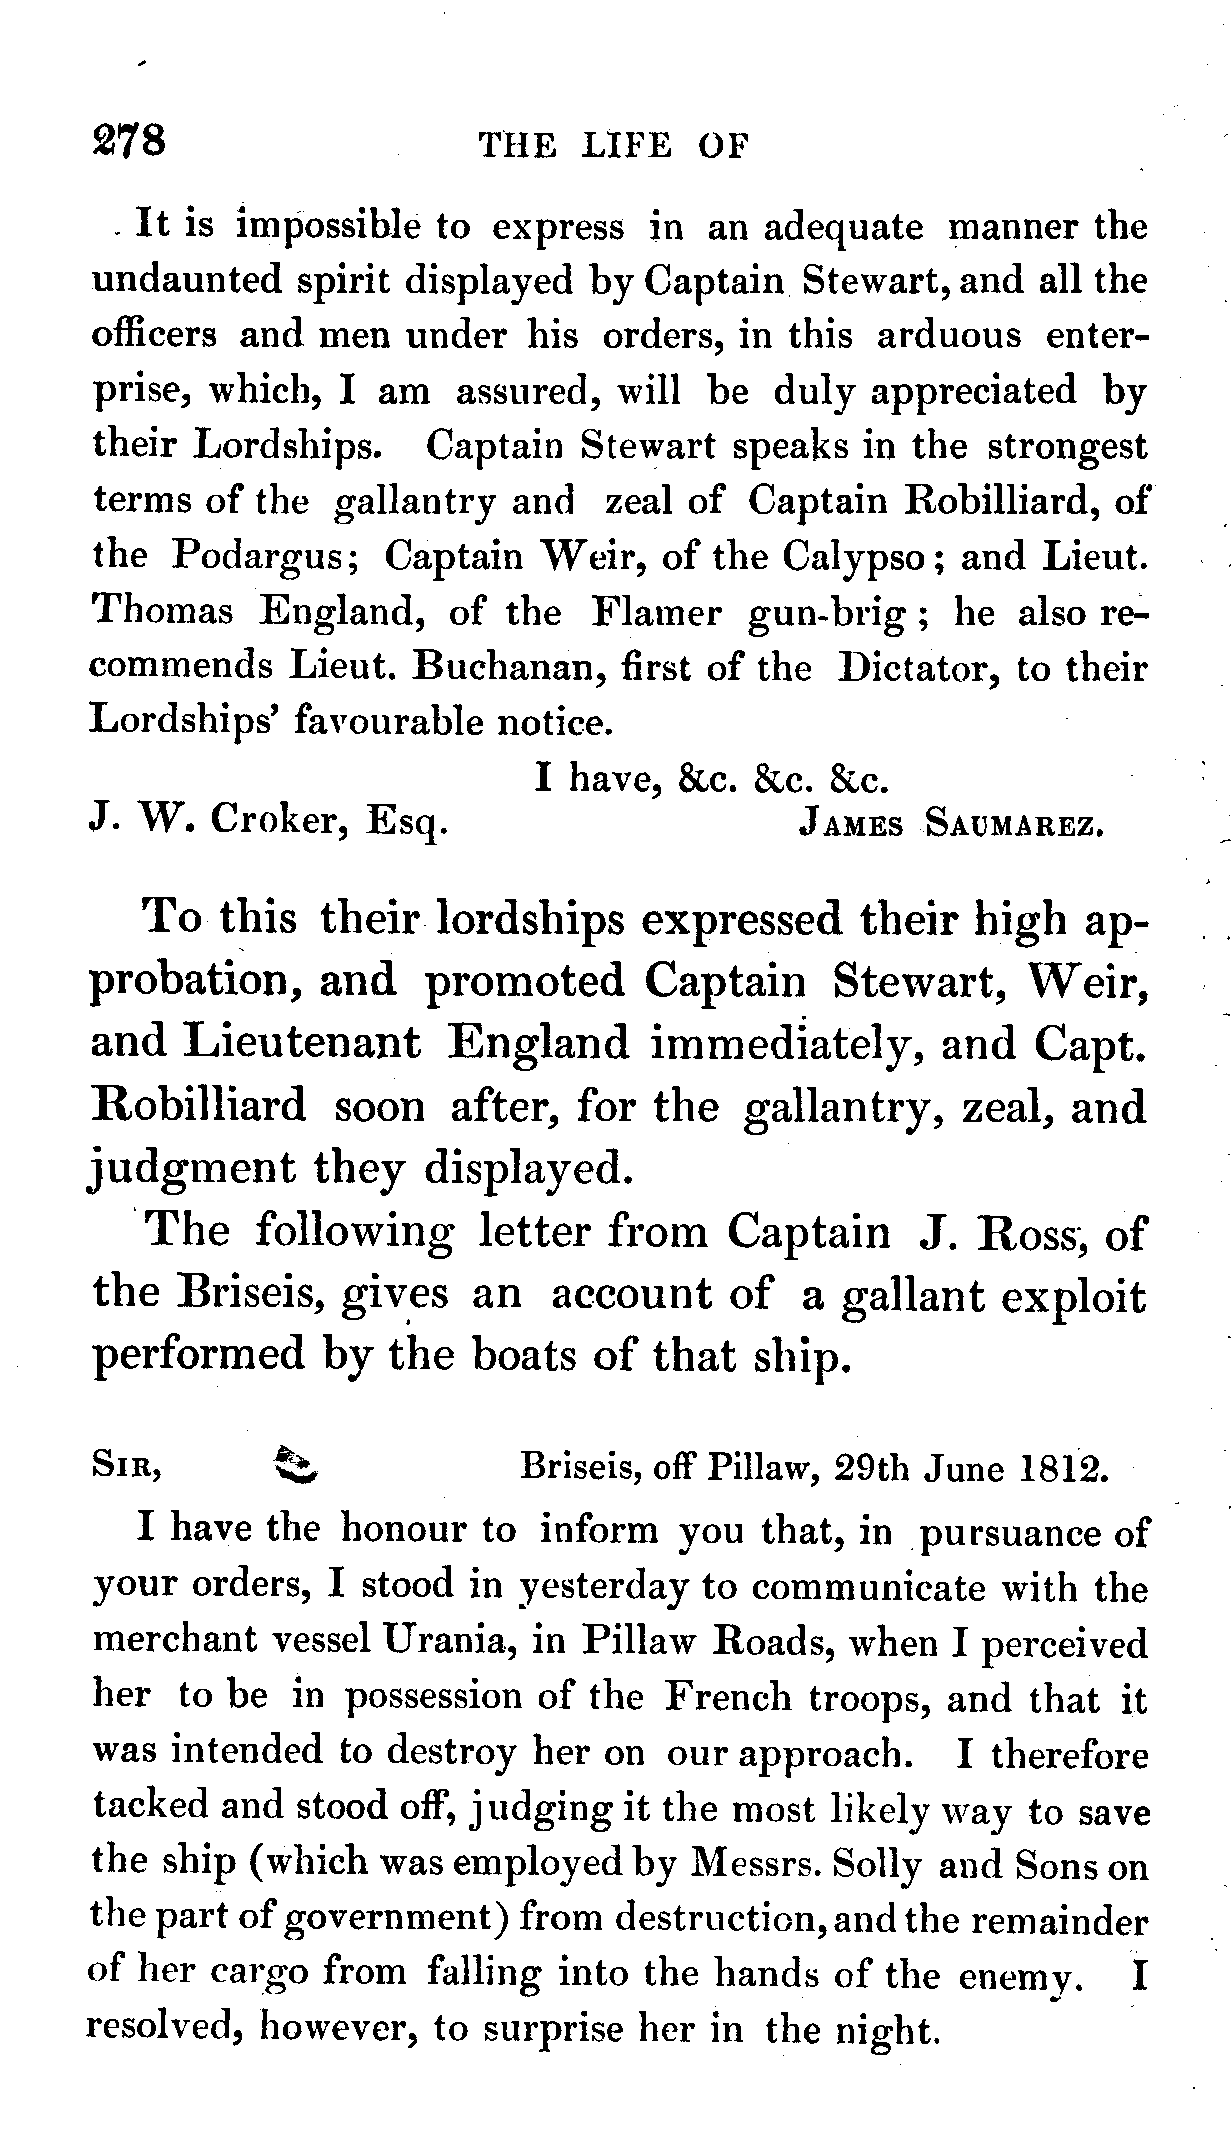 278 THE LIFE OF
It is impossible to express in an adequate manner the
undaunted spirit displayed by Captain Stewart, and all the
officers and men under his orders, in this arduous enter-
prise, which, I am assured, will be duly appreciated by
their Lordships. Captain Stewart speaks in the strongest
terms of the gallantry and zeal of Captain Robilliard, of
the Podargus; Captain Weir, of the Calypso; and Lieut.
Thomas England, of the Flamer gun-brig; he also re-
commends Lieut. Buchanan, first of the Dictator, to their
Lordships' favourable notice.
I have, &c. &c. &c.
J. W. Croker, Esq. JAMES SAUMAREZ.
To this their lordships expressed their high ap-
probation, and promoted Captain Stewart, Weir,
and Lieutenant England immediately, and Capt.
Robilliard soon after, for the gallantry, zeal, and
judgment they displayed.
The following letter from Captain J. Ross, of
the Briseis, gives an account of a gallant exploit
performed by the boats of that ship.
SIR, Briseis, off Pillaw, 29th June 1812.
I have the honour to inform you that, in pursuance of
your orders, I stood in yesterday to communicate with the
merchant vessel Urania, in Pillaw Roads, when I perceived
her to be in possession of the French troops, and that it
was intended to destroy her on our approach. I therefore
tacked and stood off, judging it the most likely way to save
the ship (which was employed by Messrs. Solly and Sons on
the part of government) from destruction, and the remainder
of her cargo from falling into the hands of the enemy. I
resolved, however, to surprise her in the night.